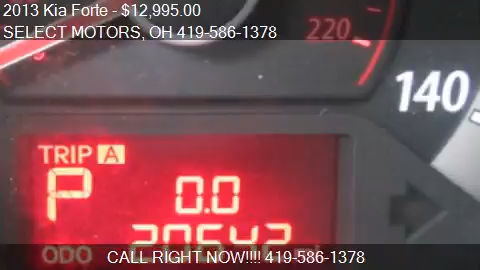 2013 Kia Forte - $12,995.00
SELECT MOTORS, OH 419-586-1378
220
140
TRIP A
P 0.0
20642
ODO
CALL RIGHT NOW!!!! 419-586-1378